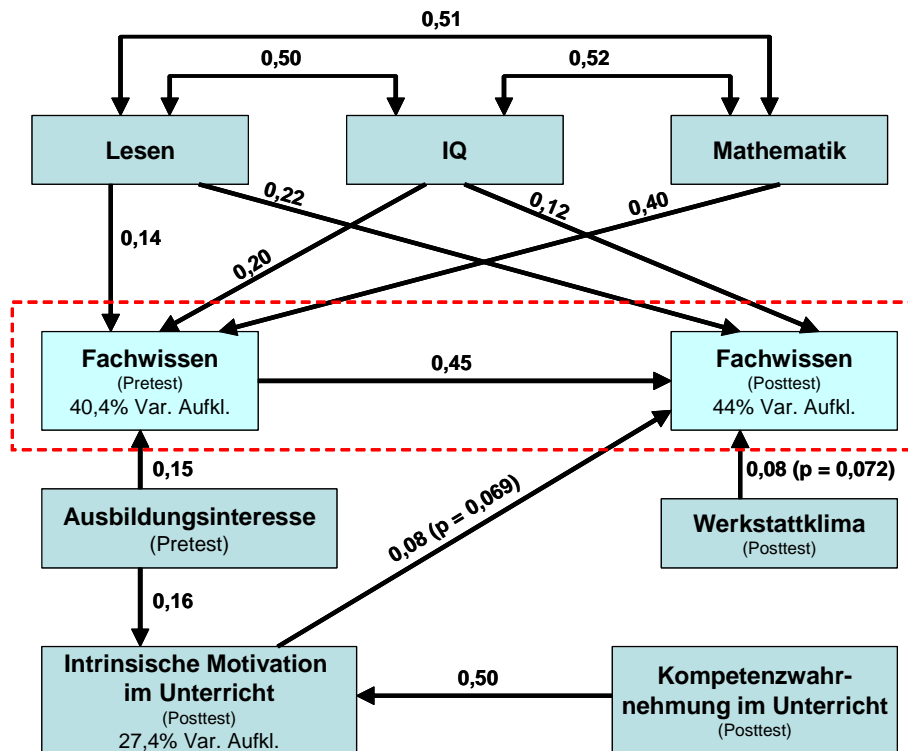 0,51
0,50
0,52
Lesen
IQ
Mathematik
0,14
0,22
0,20
0,12
0,40
Fachwissen
(Pretest)
40,4% Var. Aufkl.
0,45
Fachwissen
(Posttest)
44% Var. Aufkl.
0,15
0,08 (p = 0,072)
Ausbildungsinteresse
(Pretest)
0,08 (p = 0,069)
Werkstattklima
(Posttest)
0,16
Intrinsische Motivation
im Unterricht
(Posttest)
27,4% Var. Aufkl.
0,50
Kompetenzwahr-
nehmung im Unterricht
(Posttest)